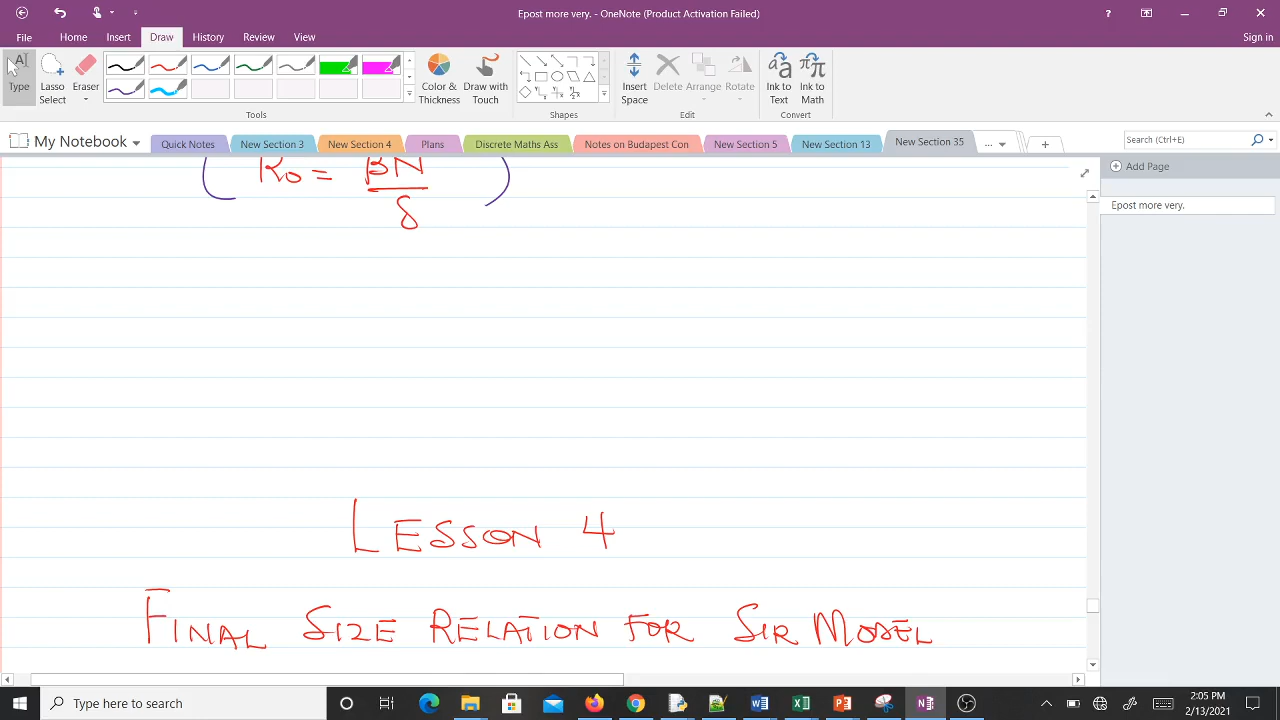 Epost more very. - OneNote (Product Activation Failed)
File Home Insert Draw History Review View Sign in
Type Lasso Select Eraser Color & Thickness Draw with Touch Insert Space Delete Arrange Rotate Ink to Text Ink to Math
Tools Shapes Edit Convert
My Notebook Quick Notes New Section 3 New Section 4 Plans Discrete Maths Ass Notes on Budapest Con New Section 5 New Section 13 New Section 35 ... Search (Ctrl+E)
Add Page
Epost more very.
( R₀ = βN )
δ
LESSON 4
FINAL SIZE RELATION FOR SIR MODEL
Type here to search
2:05 PM
2/13/2021